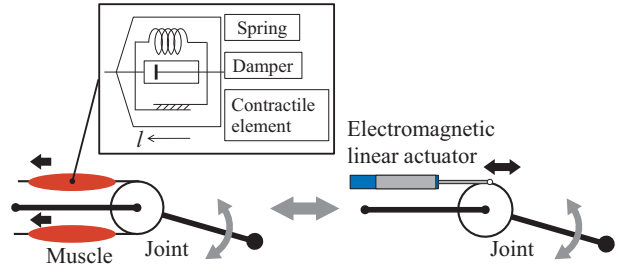 Spring
Damper
Contractile
element
l
Electromagnetic
linear actuator
Muscle
Joint
Joint